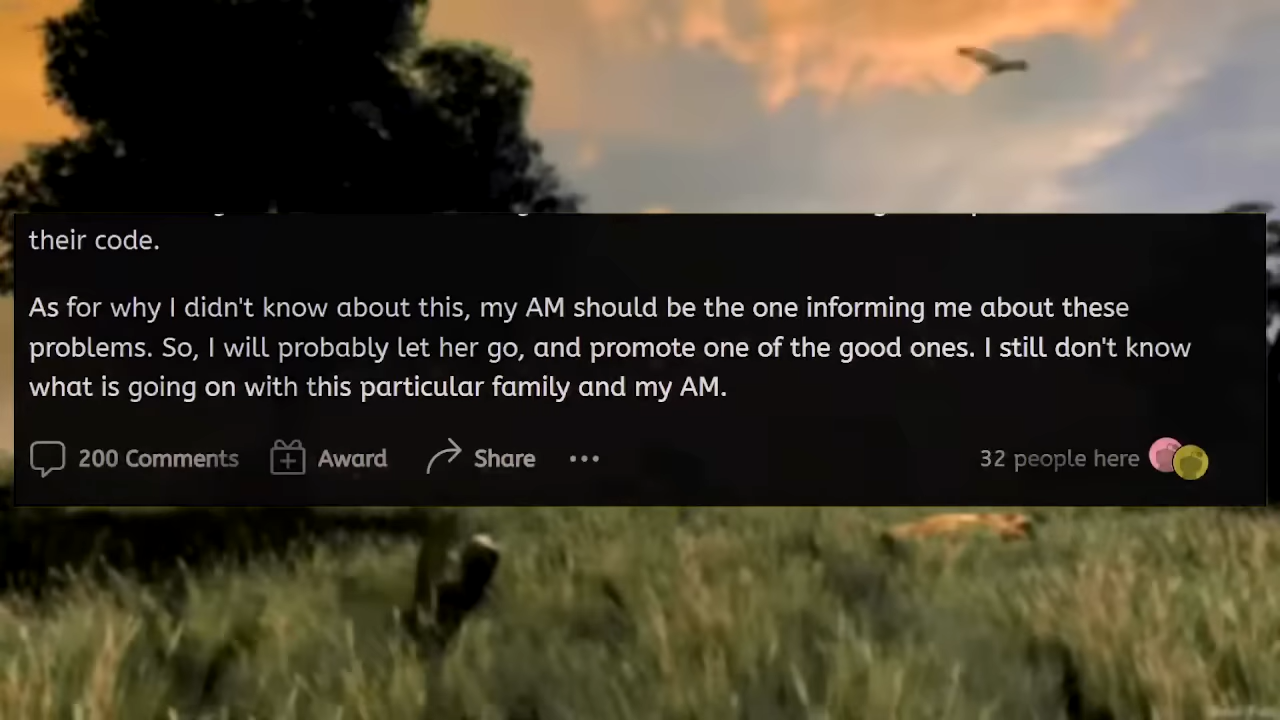 their code.
As for why I didn't know about this, my AM should be the one informing me about these
problems. So, I will probably let her go, and promote one of the good ones. I still don't know
what is going on with this particular family and my AM.
200 Comments Award Share 32 people here